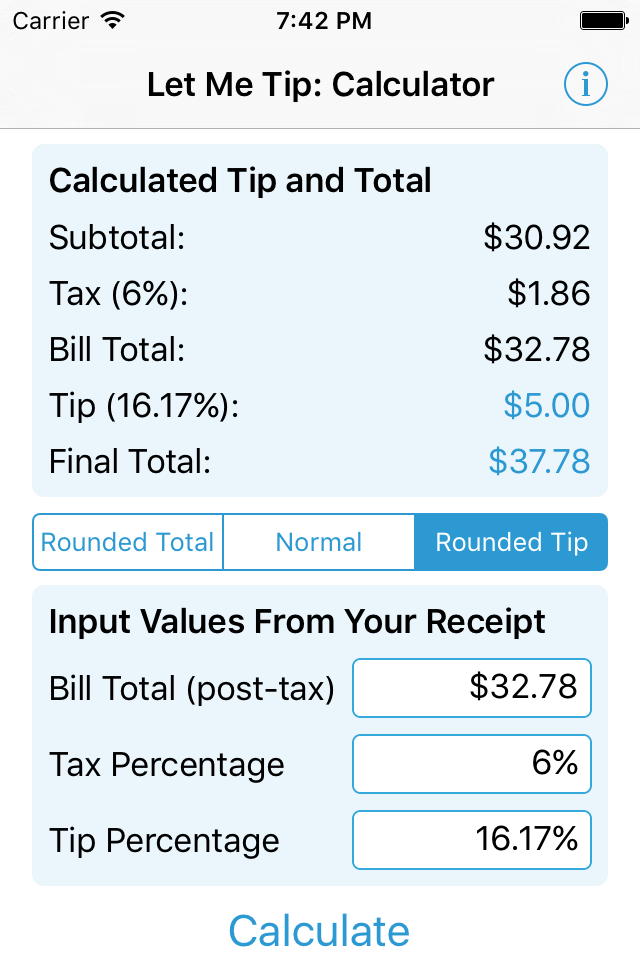 Carrier 7:42 PM
Let Me Tip: Calculator i
Calculated Tip and Total
Subtotal: $30.92
Tax (6%): $1.86
Bill Total: $32.78
Tip (16.17%): $5.00
Final Total: $37.78
Rounded Total Normal Rounded Tip
Input Values From Your Receipt
Bill Total (post-tax) $32.78
Tax Percentage 6%
Tip Percentage 16.17%
Calculate